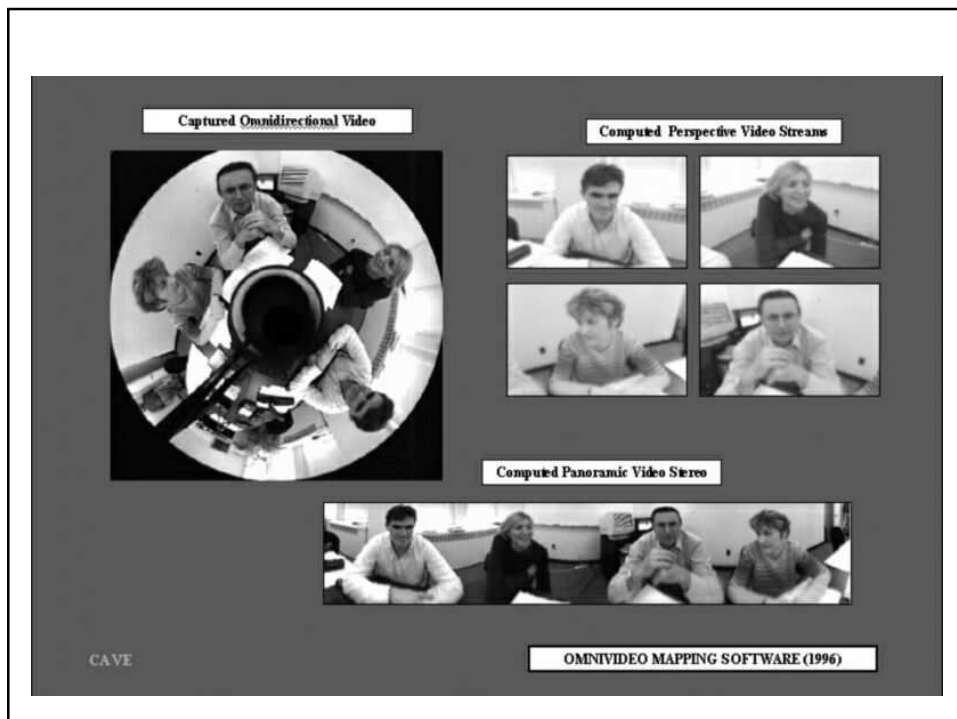 Captured Omnidirectional Video
Computed Perspective Video Streams
Computed Panoramic Video Stereo
CAVE
OMNIVIDEO MAPPING SOFTWARE (1996)